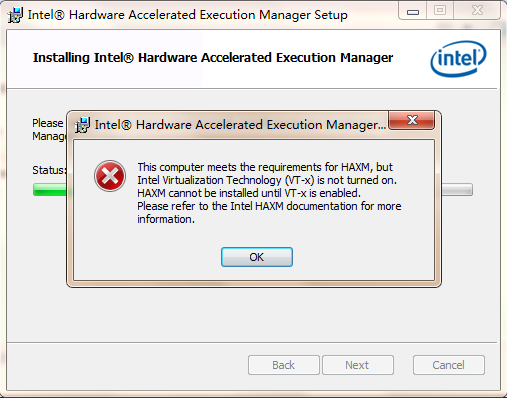 Intel® Hardware Accelerated Execution Manager Setup
Installing Intel® Hardware Accelerated Execution Manager
intel
Please
Manage
Intel® Hardware Accelerated Execution Manager...
Status:
This computer meets the requirements for HAXM, but
Intel Virtualization Technology (VT-x) is not turned on.
HAXM cannot be installed until VT-x is enabled.
Please refer to the Intel HAXM documentation for more
information.
OK
Back
Next
Cancel